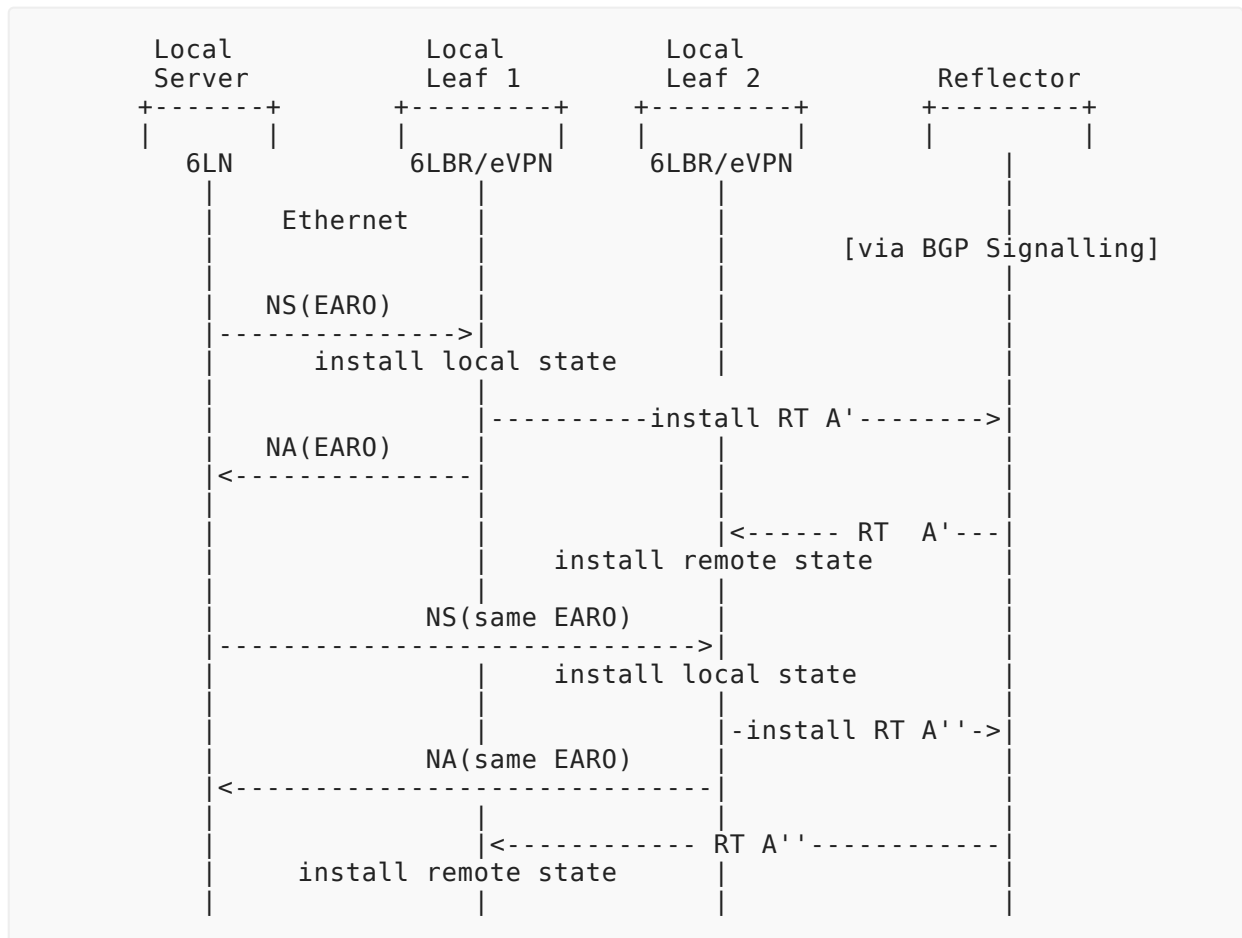 Local Local Local
Server Leaf 1 Leaf 2 Reflector
6LN 6LBR/eVPN 6LBR/eVPN
Ethernet
[via BGP Signalling]
NS(EARO)
install local state
install RT A'
NA(EARO)
RT A'
install remote state
NS(same EARO)
install local state
install RT A''
NA(same EARO)
RT A''
install remote state